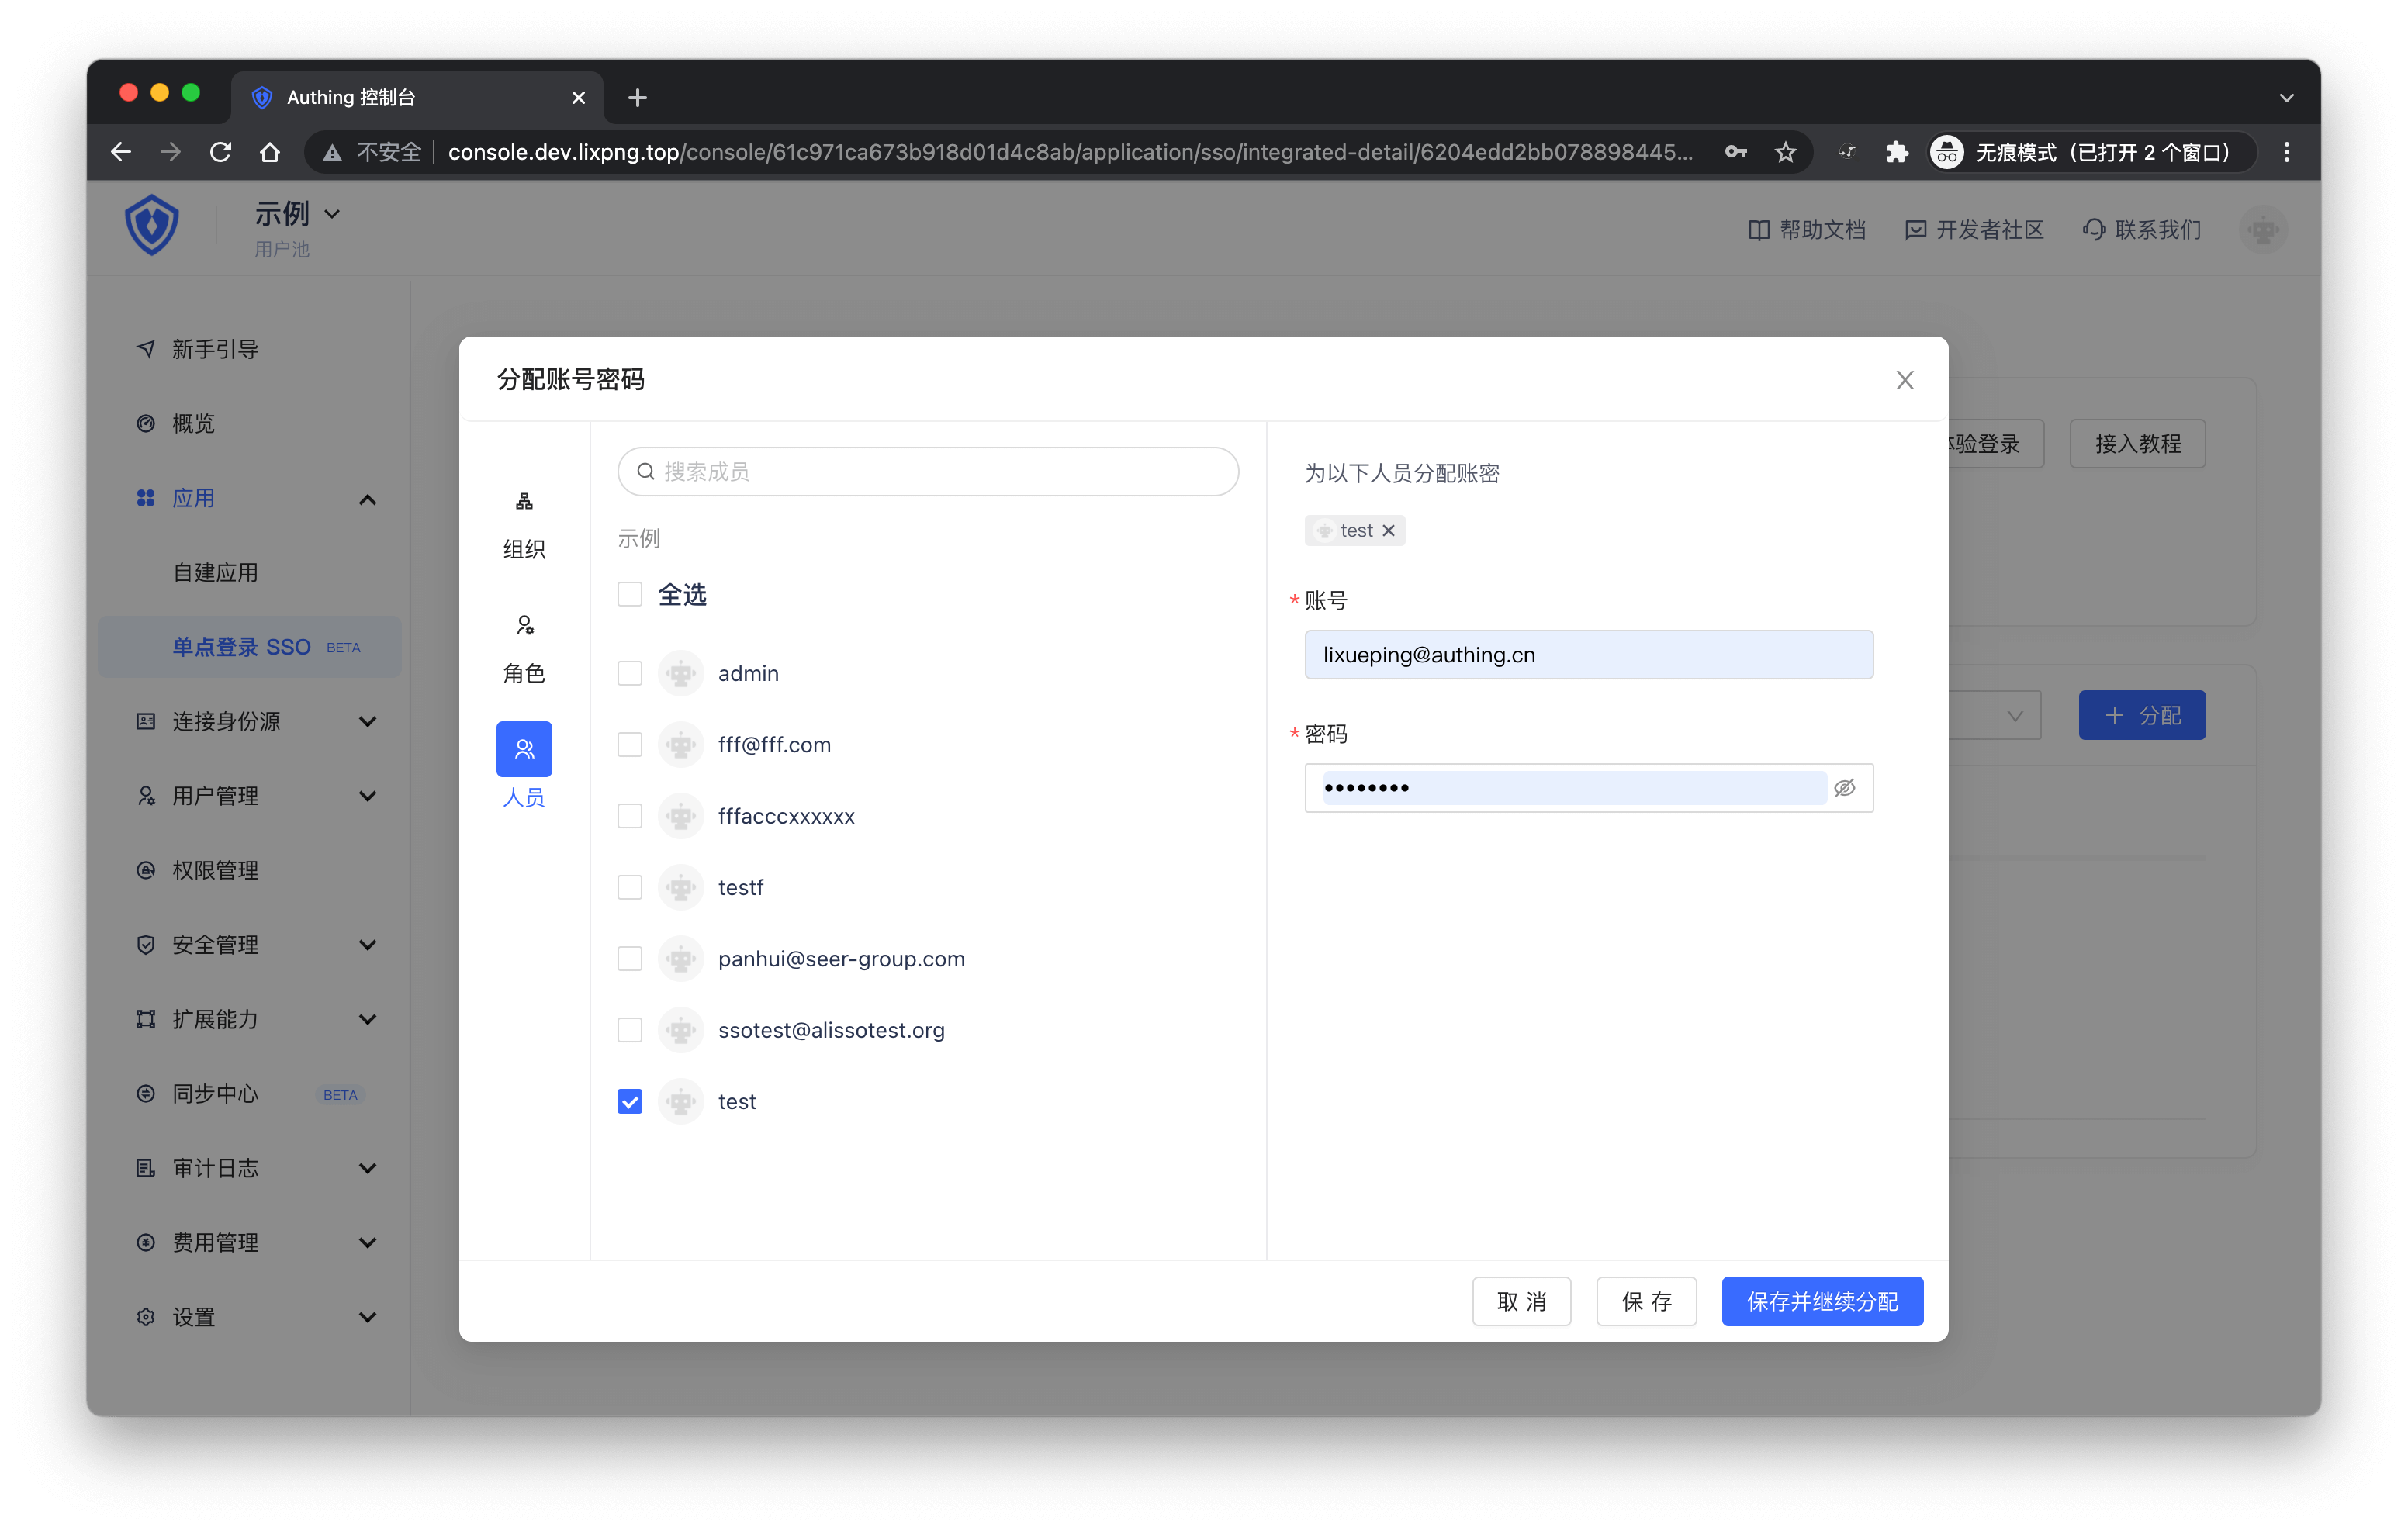 Authing 控制台
不安全 console.dev.lixpng.top/console/61c971ca673b918d01d4c8ab/application/sso/integrated-detail/6204edd2bb078898445...
无痕模式（已打开 2 个窗口）
示例
用户池
帮助文档
开发者社区
联系我们
新手引导
概览
应用
自建应用
单点登录 SSO BETA
连接身份源
用户管理
权限管理
安全管理
扩展能力
同步中心 BETA
审计日志
费用管理
设置
分配账号密码
组织
角色
人员
搜索成员
示例
全选
admin
fff@fff.com
fffacccxxxxxx
testf
panhui@seer-group.com
ssotest@alissotest.org
test
为以下人员分配账密
test
* 账号
lixueping@authing.cn
* 密码
••••••••
取 消
保 存
保存并继续分配
验登录
接入教程
分配